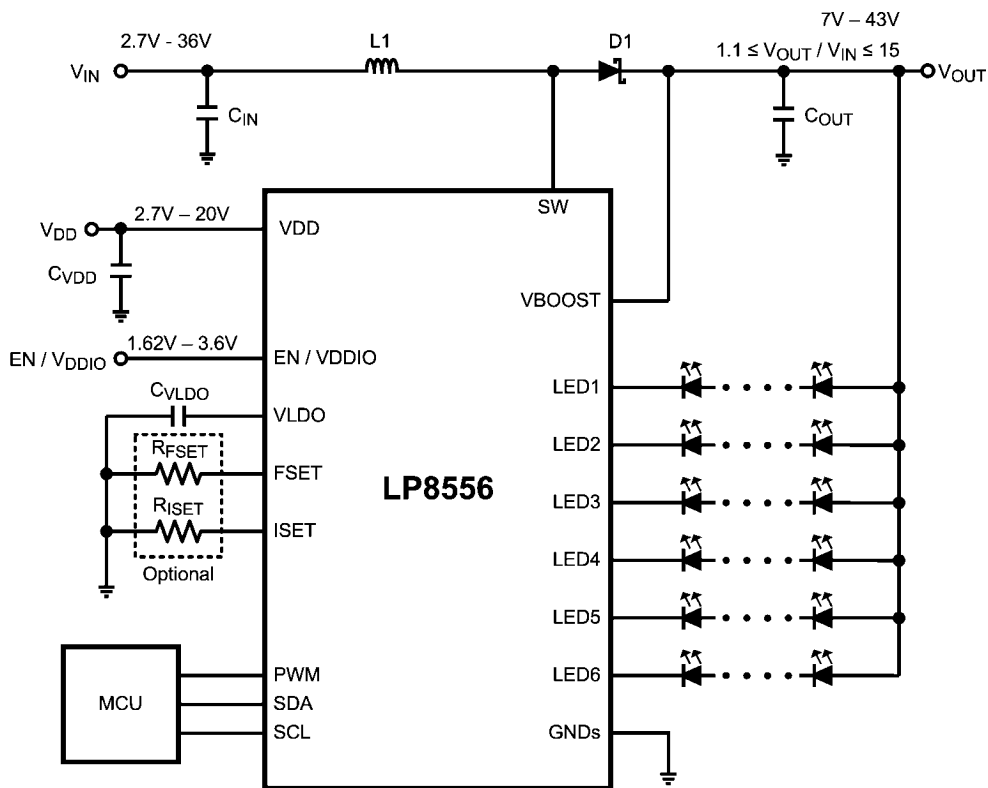 7V – 43V
2.7V - 36V
L1
D1
1.1 ≤ VOUT / VIN ≤ 15
VIN
VOUT
CIN
COUT
SW
2.7V – 20V
VDD
VDD
CVDD
VBOOST
1.62V – 3.6V
EN / VDDIO
EN / VDDIO
CVLDO
VLDO
LED1
RFSET
FSET
LED2
LP8556
RISET
ISET
LED3
Optional
LED4
LED5
MCU
PWM
LED6
SDA
SCL
GNDs